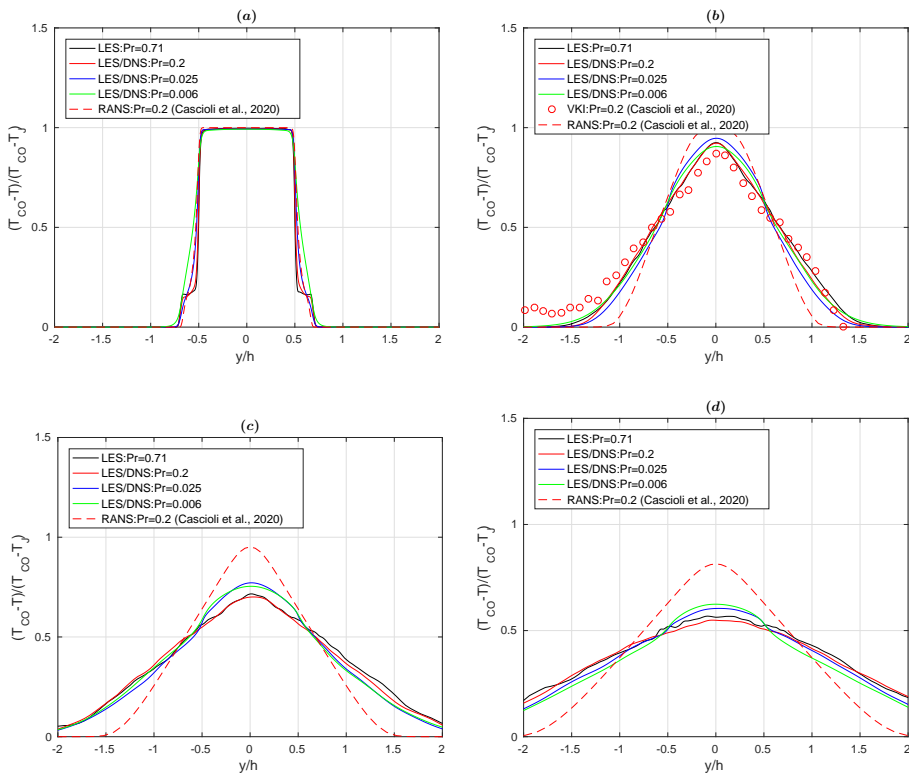 (a)
LES:Pr=0.71
LES/DNS:Pr=0.2
LES/DNS:Pr=0.025
LES/DNS:Pr=0.006
RANS:Pr=0.2 (Cascioli et al., 2020)
1.5
1
0.5
0
(T_CO-T)/(T_CO-T_J)
-2 -1.5 -1 -0.5 0 0.5 1 1.5 2
y/h
(b)
LES:Pr=0.71
LES/DNS:Pr=0.2
LES/DNS:Pr=0.025
LES/DNS:Pr=0.006
VKI:Pr=0.2 (Cascioli et al., 2020)
RANS:Pr=0.2 (Cascioli et al., 2020)
1.5
1
0.5
0
(T_CO-T)/(T_CO-T_J)
-2 -1.5 -1 -0.5 0 0.5 1 1.5 2
y/h
(c)
LES:Pr=0.71
LES/DNS:Pr=0.2
LES/DNS:Pr=0.025
LES/DNS:Pr=0.006
RANS:Pr=0.2 (Cascioli et al., 2020)
1.5
1
0.5
0
(T_CO-T)/(T_CO-T_J)
-2 -1.5 -1 -0.5 0 0.5 1 1.5 2
y/h
(d)
LES:Pr=0.71
LES/DNS:Pr=0.2
LES/DNS:Pr=0.025
LES/DNS:Pr=0.006
RANS:Pr=0.2 (Cascioli et al., 2020)
1.5
1
0.5
0
(T_CO-T)/(T_CO-T_J)
-2 -1.5 -1 -0.5 0 0.5 1 1.5 2
y/h